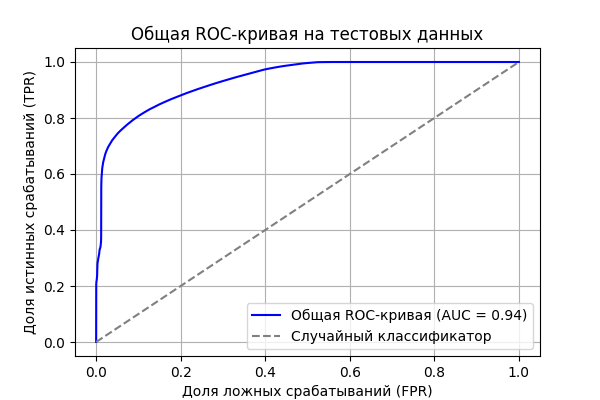 Общая ROC-кривая на тестовых данных
Доля истинных срабатываний (TPR)
1.0
0.8
0.6
0.4
0.2
0.0
Общая ROC-кривая (AUC = 0.94)
Случайный классификатор
0.0 0.2 0.4 0.6 0.8 1.0
Доля ложных срабатываний (FPR)